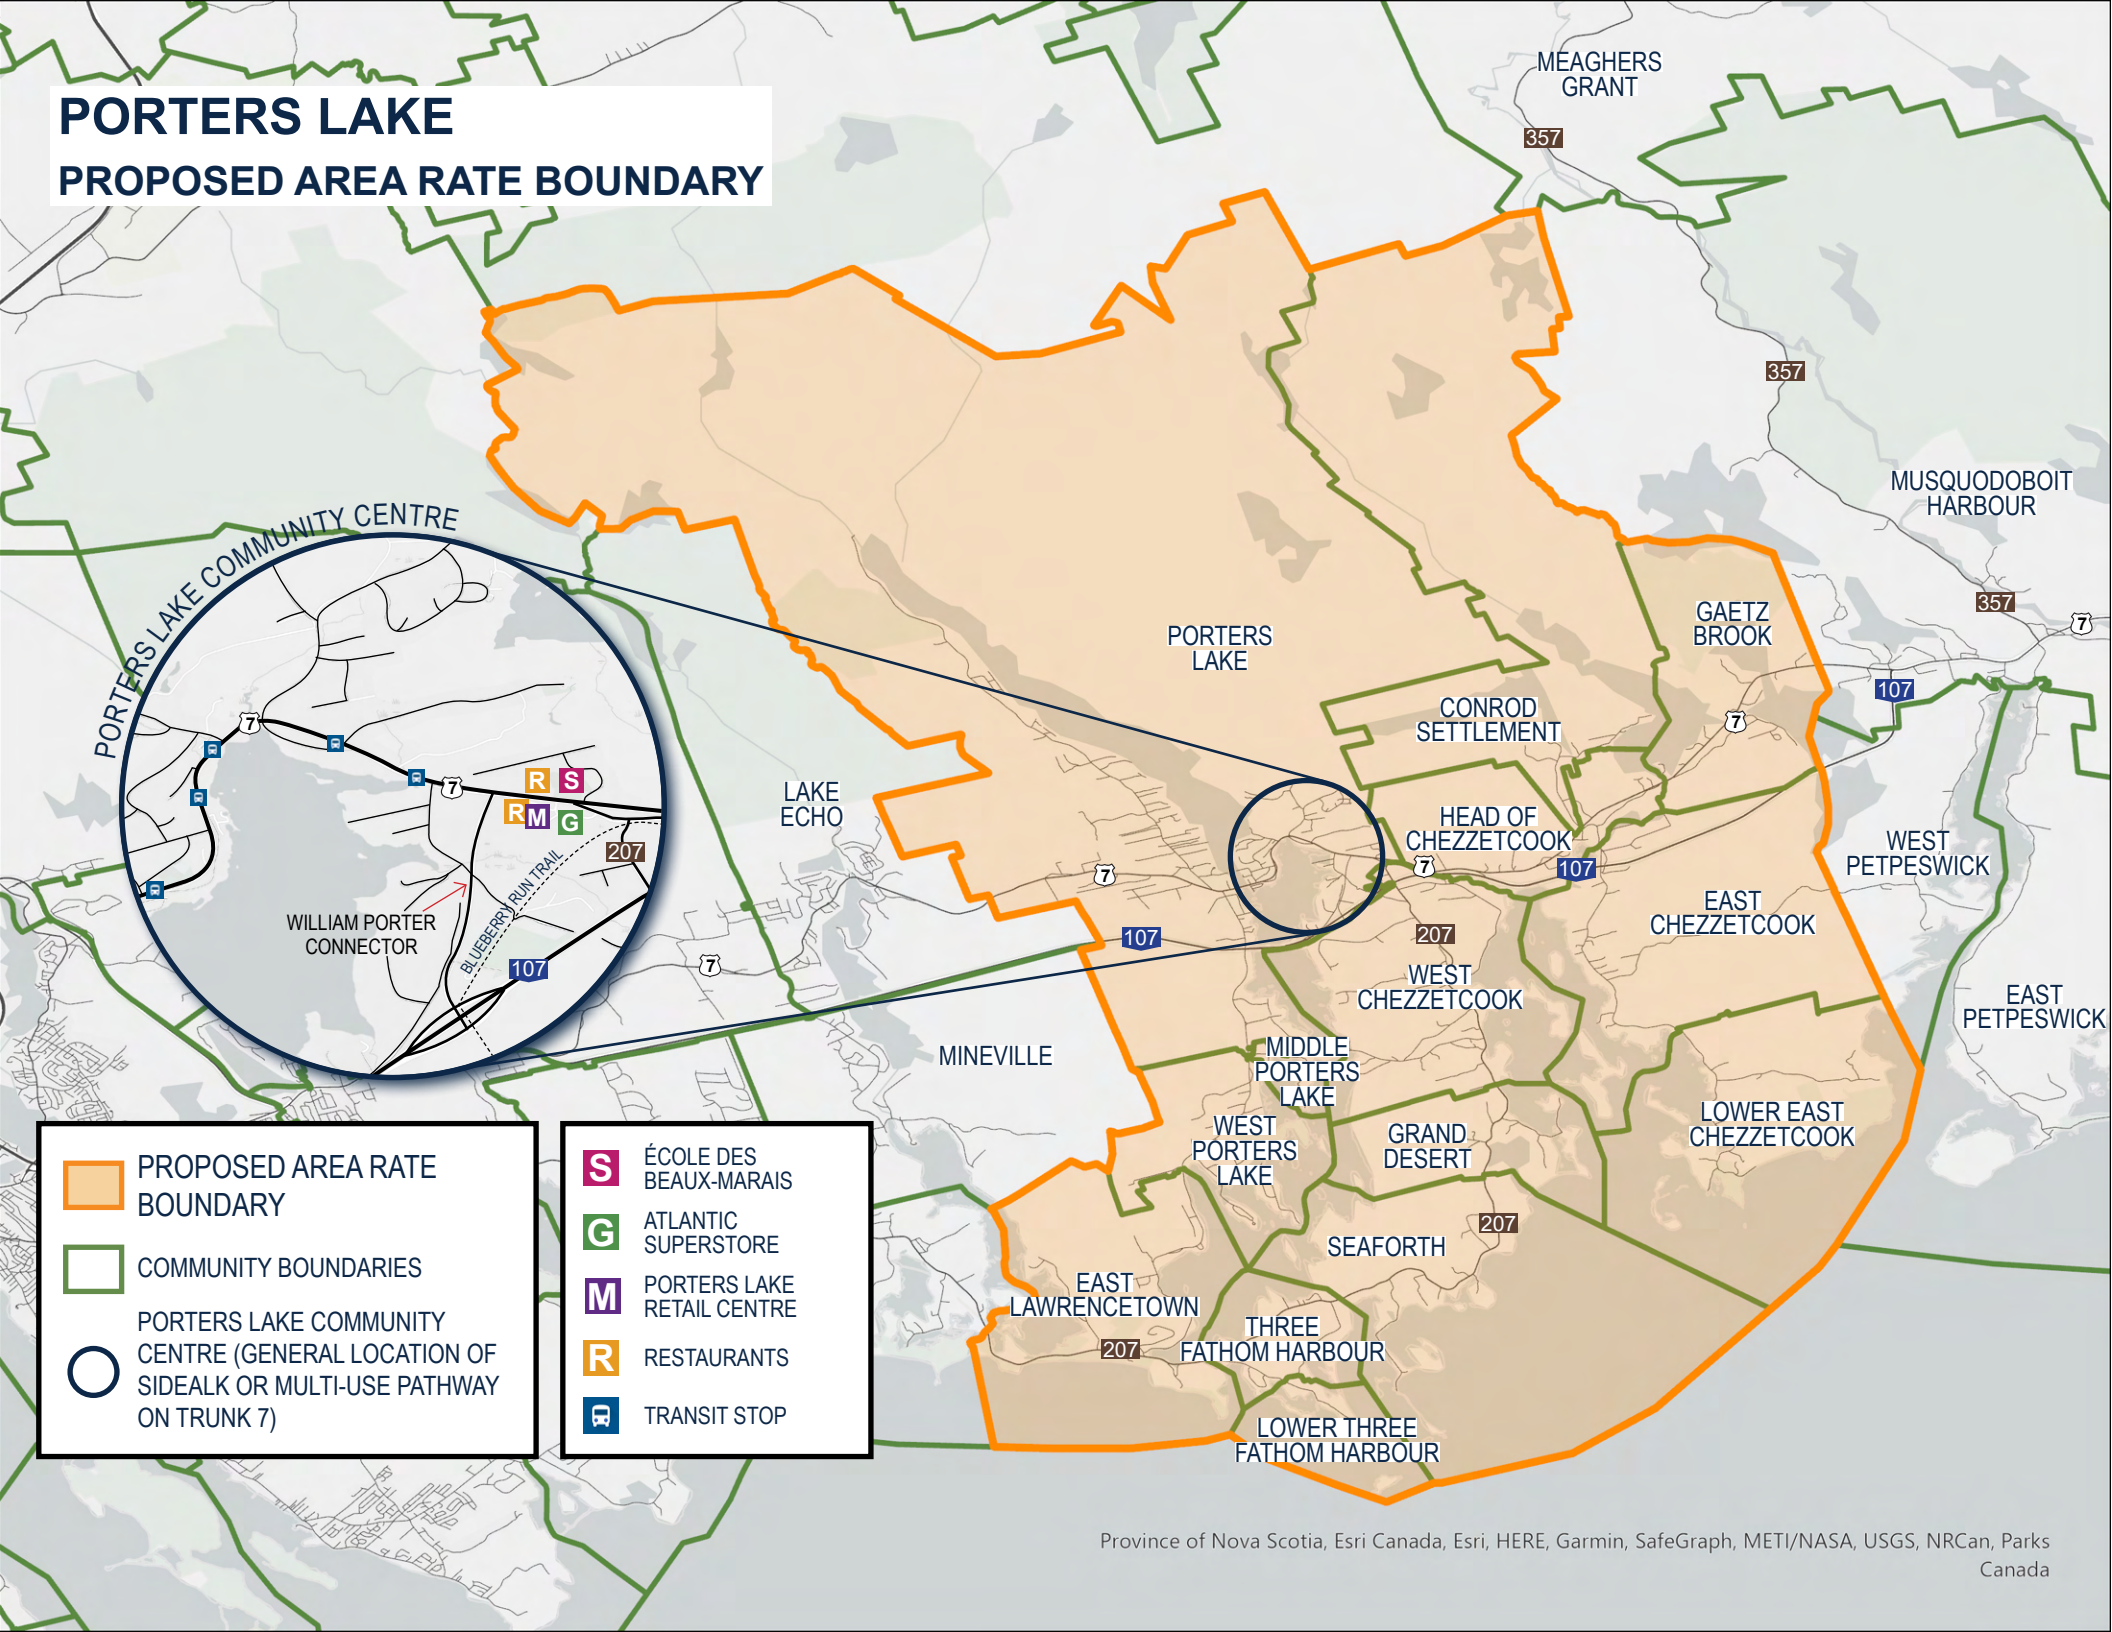 PORTERS LAKE
PROPOSED AREA RATE BOUNDARY
MEAGHERS
GRANT
357
357
MUSQUODOBOIT
HARBOUR
357
7
GAETZ
BROOK
107
7
PORTERS
LAKE
CONROD
SETTLEMENT
LAKE
ECHO
HEAD OF
CHEZZETCOOK
7
107
7
WEST
PETPESWICK
EAST
CHEZZETCOOK
107
207
7
WEST
CHEZZETCOOK
EAST
PETPESWICK
MINEVILLE
MIDDLE
PORTERS
LAKE
LOWER EAST
CHEZZETCOOK
WEST
PORTERS
LAKE
GRAND
DESERT
207
SEAFORTH
EAST
LAWRENCETOWN
THREE
FATHOM HARBOUR
207
LOWER THREE
FATHOM HARBOUR
PORTERS LAKE COMMUNITY CENTRE
7
7
R
S
R
M
G
207
BLUEBERRY RUN TRAIL
WILLIAM PORTER
CONNECTOR
107
PROPOSED AREA RATE
BOUNDARY
COMMUNITY BOUNDARIES
PORTERS LAKE COMMUNITY
CENTRE (GENERAL LOCATION OF
SIDEALK OR MULTI-USE PATHWAY
ON TRUNK 7)
S
ÉCOLE DES
BEAUX-MARAIS
G
ATLANTIC
SUPERSTORE
M
PORTERS LAKE
RETAIL CENTRE
R
RESTAURANTS
TRANSIT STOP
Province of Nova Scotia, Esri Canada, Esri, HERE, Garmin, SafeGraph, METI/NASA, USGS, NRCan, Parks
Canada